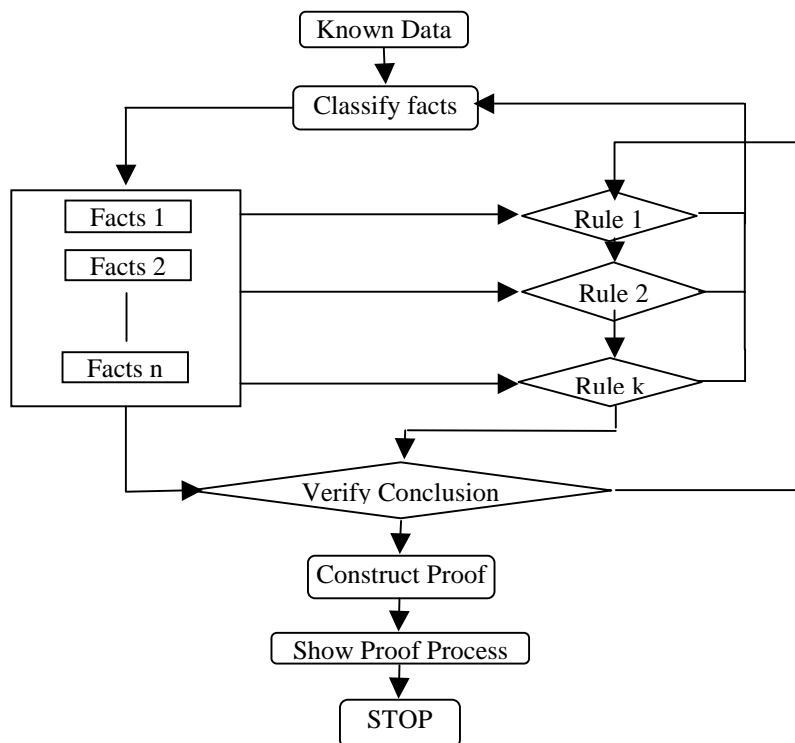 Known Data
Classify facts
Facts 1
Rule 1
Facts 2
Rule 2
Facts n
Rule k
Verify Conclusion
Construct Proof
Show Proof Process
STOP